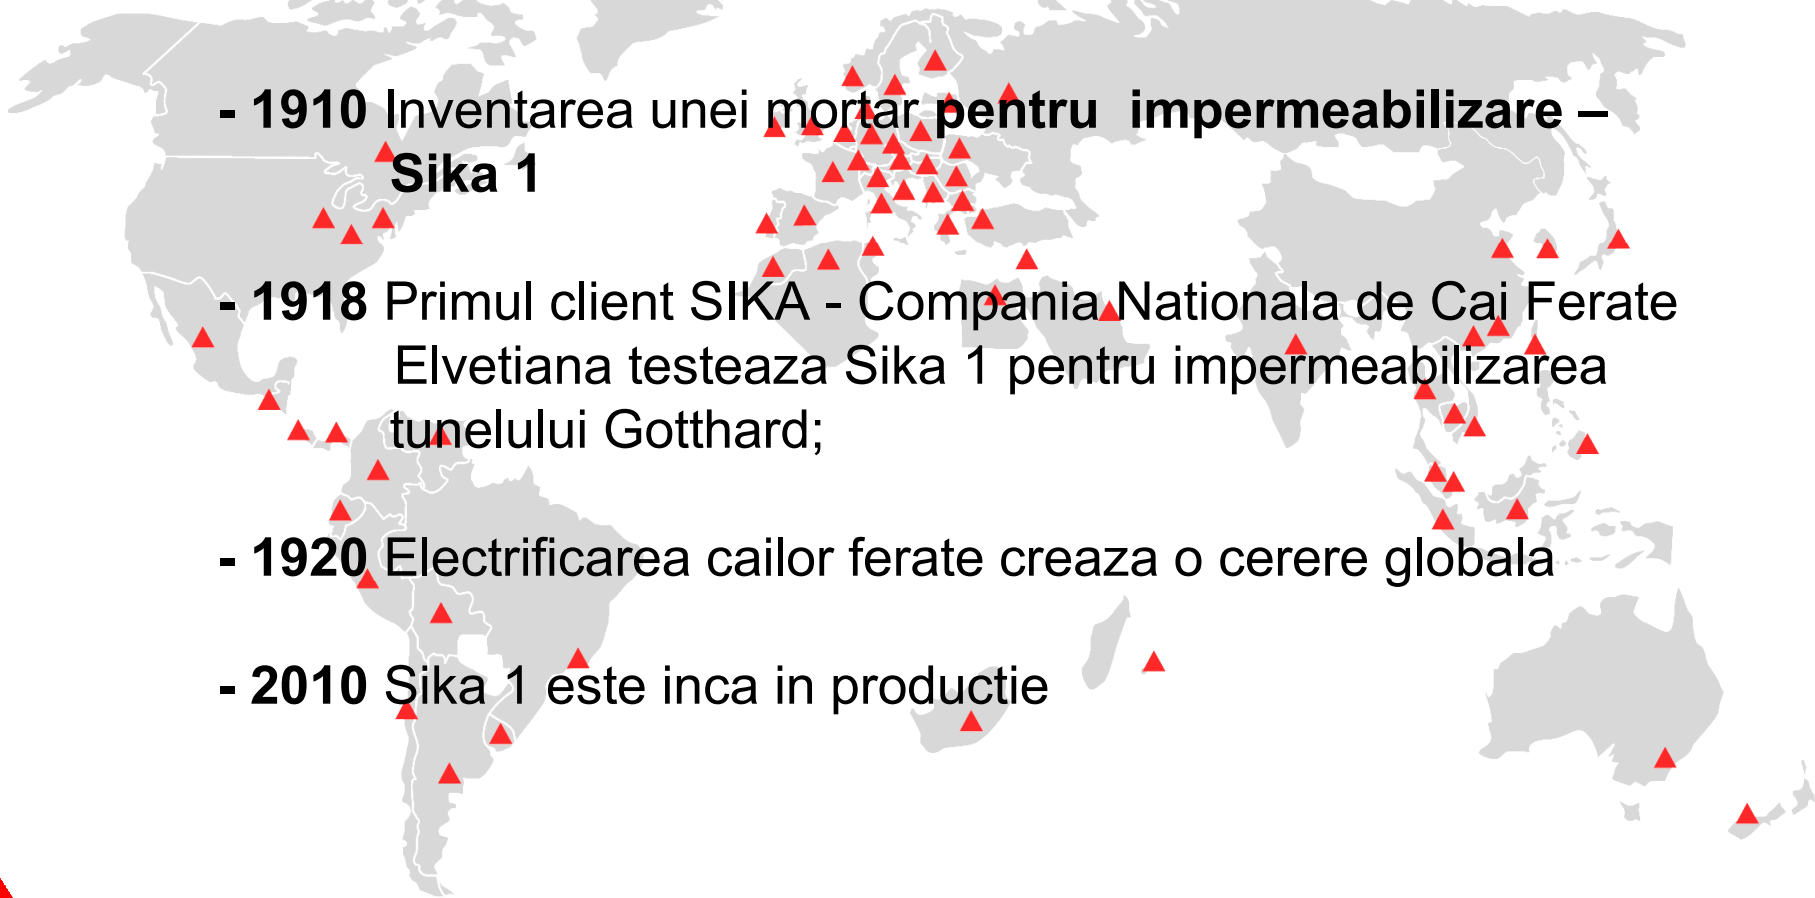 - 1910 Inventarea unei mortar pentru  impermeabilizare –
Sika 1
- 1918 Primul client SIKA - Compania Nationala de Cai Ferate
Elvetiana testeaza Sika 1 pentru impermeabilizarea
tunelului Gotthard;
- 1920 Electrificarea cailor ferate creaza o cerere globala
- 2010 Sika 1 este inca in productie